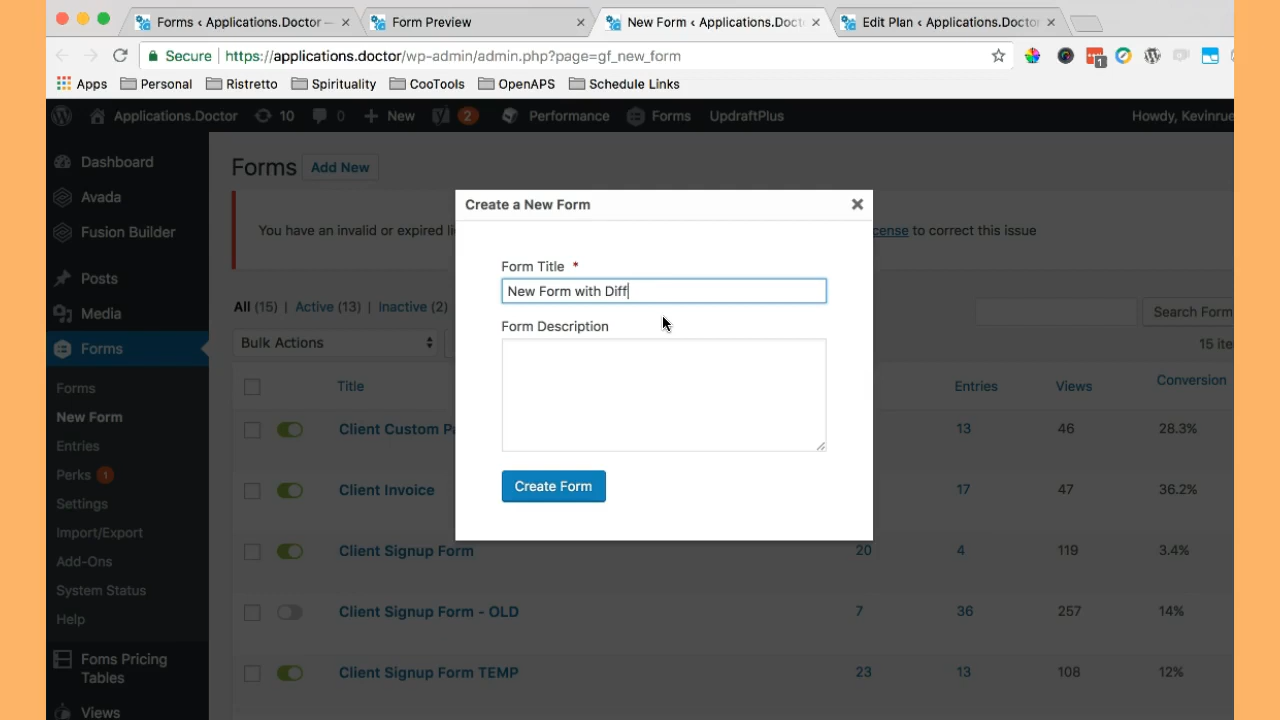 Forms ‹ Applications.Doctor —
Form Preview
New Form ‹ Applications.Doct
Edit Plan ‹ Applications.Doctor
Secure
https://applications.doctor/wp-admin/admin.php?page=gf_new_form
1
Apps
Personal
Ristretto
Spirituality
CooTools
OpenAPS
Schedule Links
Applications.Doctor
10
0
New
2
Performance
Forms
UpdraftPlus
Howdy, Kevinrue
Dashboard
Avada
Fusion Builder
Posts
Media
Forms
Forms
New Form
Entries
Perks 1
Settings
Import/Export
Add-Ons
System Status
Help
Foms Pricing
Tables
Views
Forms
Add New
You have an invalid or expired li
cense to correct this issue
All (15) | Active (13) | Inactive (2)
Search Form
Bulk Actions
15 ite
Title
Entries
Views
Conversion
Client Custom P
13
46
28.3%
Client Invoice
17
47
36.2%
Client Signup Form
20
4
119
3.4%
Client Signup Form - OLD
7
36
257
14%
Client Signup Form TEMP
23
13
108
12%
Create a New Form
Form Title *
New Form with Diff
Form Description
Create Form